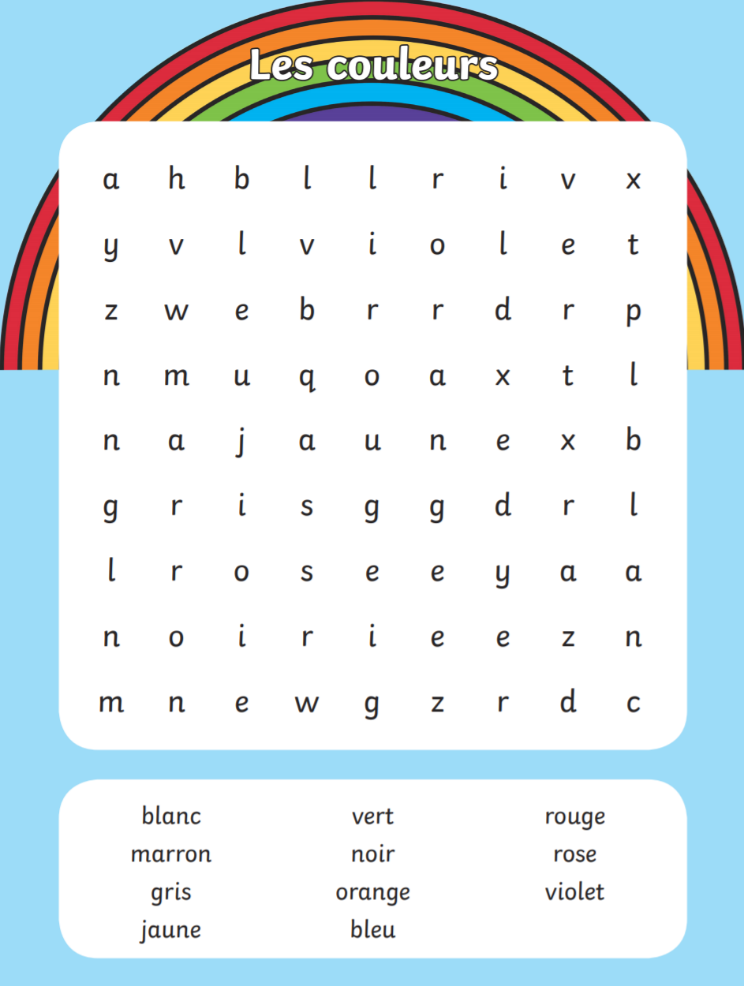 Les couleurs
a h b l l r i v x
y v l v i o l e t
z w e b r r d r p
n m u q o a x t l
n a j a u n e x b
g r i s g g d r l
l r o s e e y a a
n o i r i e e z n
m n e w g z r d c
blanc vert rouge
marron noir rose
gris orange violet
jaune bleu